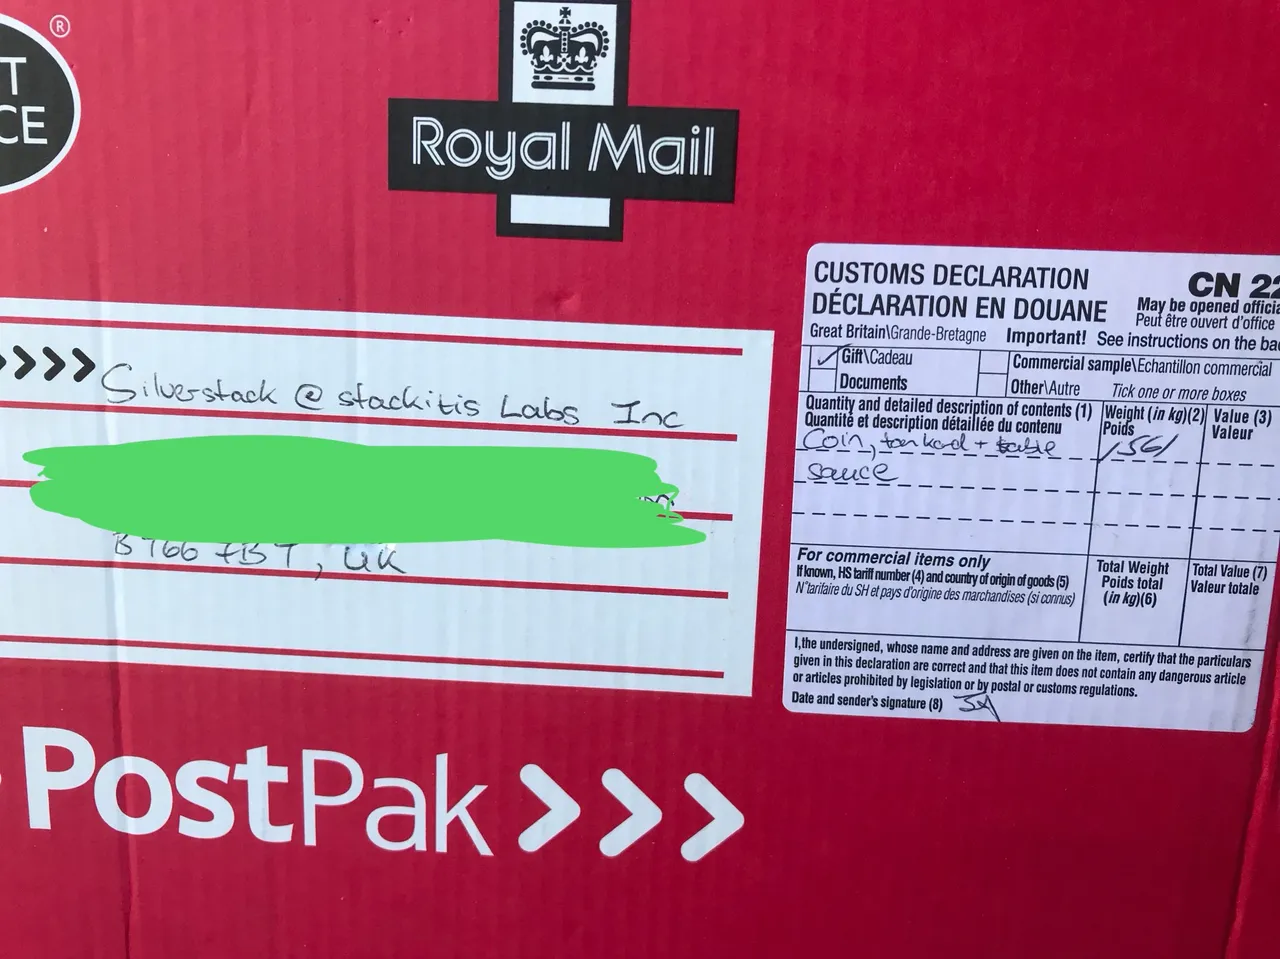 ®
T
CE
Royal Mail
CUSTOMS DECLARATION
DÉCLARATION EN DOUANE
CN 22
May be opened officia
Peut être ouvert d'office
Great Britain\Grande-Bretagne
Important! See instructions on the ba
Gift\Cadeau
Documents
Commercial sample\Echantillon commercial
Other\Autre
Tick one or more boxes
Quantity and detailed description of contents (1)
Quantité et description détaillée du contenu
Weight (in kg)(2)
Poids
Value (3)
Valeur
Coin, tankard + table
sauce
For commercial items only
If known, HS tariff number (4) and country of origin of goods (5)
N°tarifaire du SH et pays d'origine des marchandises (si connus)
Total Weight
Poids total
(in kg)(6)
Total Value (7)
Valeur totale
I,the undersigned, whose name and address are given on the item, certify that the particulars
given in this declaration are correct and that this item does not contain any dangerous article
or articles prohibited by legislation or by postal or customs regulations.
Date and sender's signature (8)
Silverstack @ stackitis Labs Inc
UK
PostPak